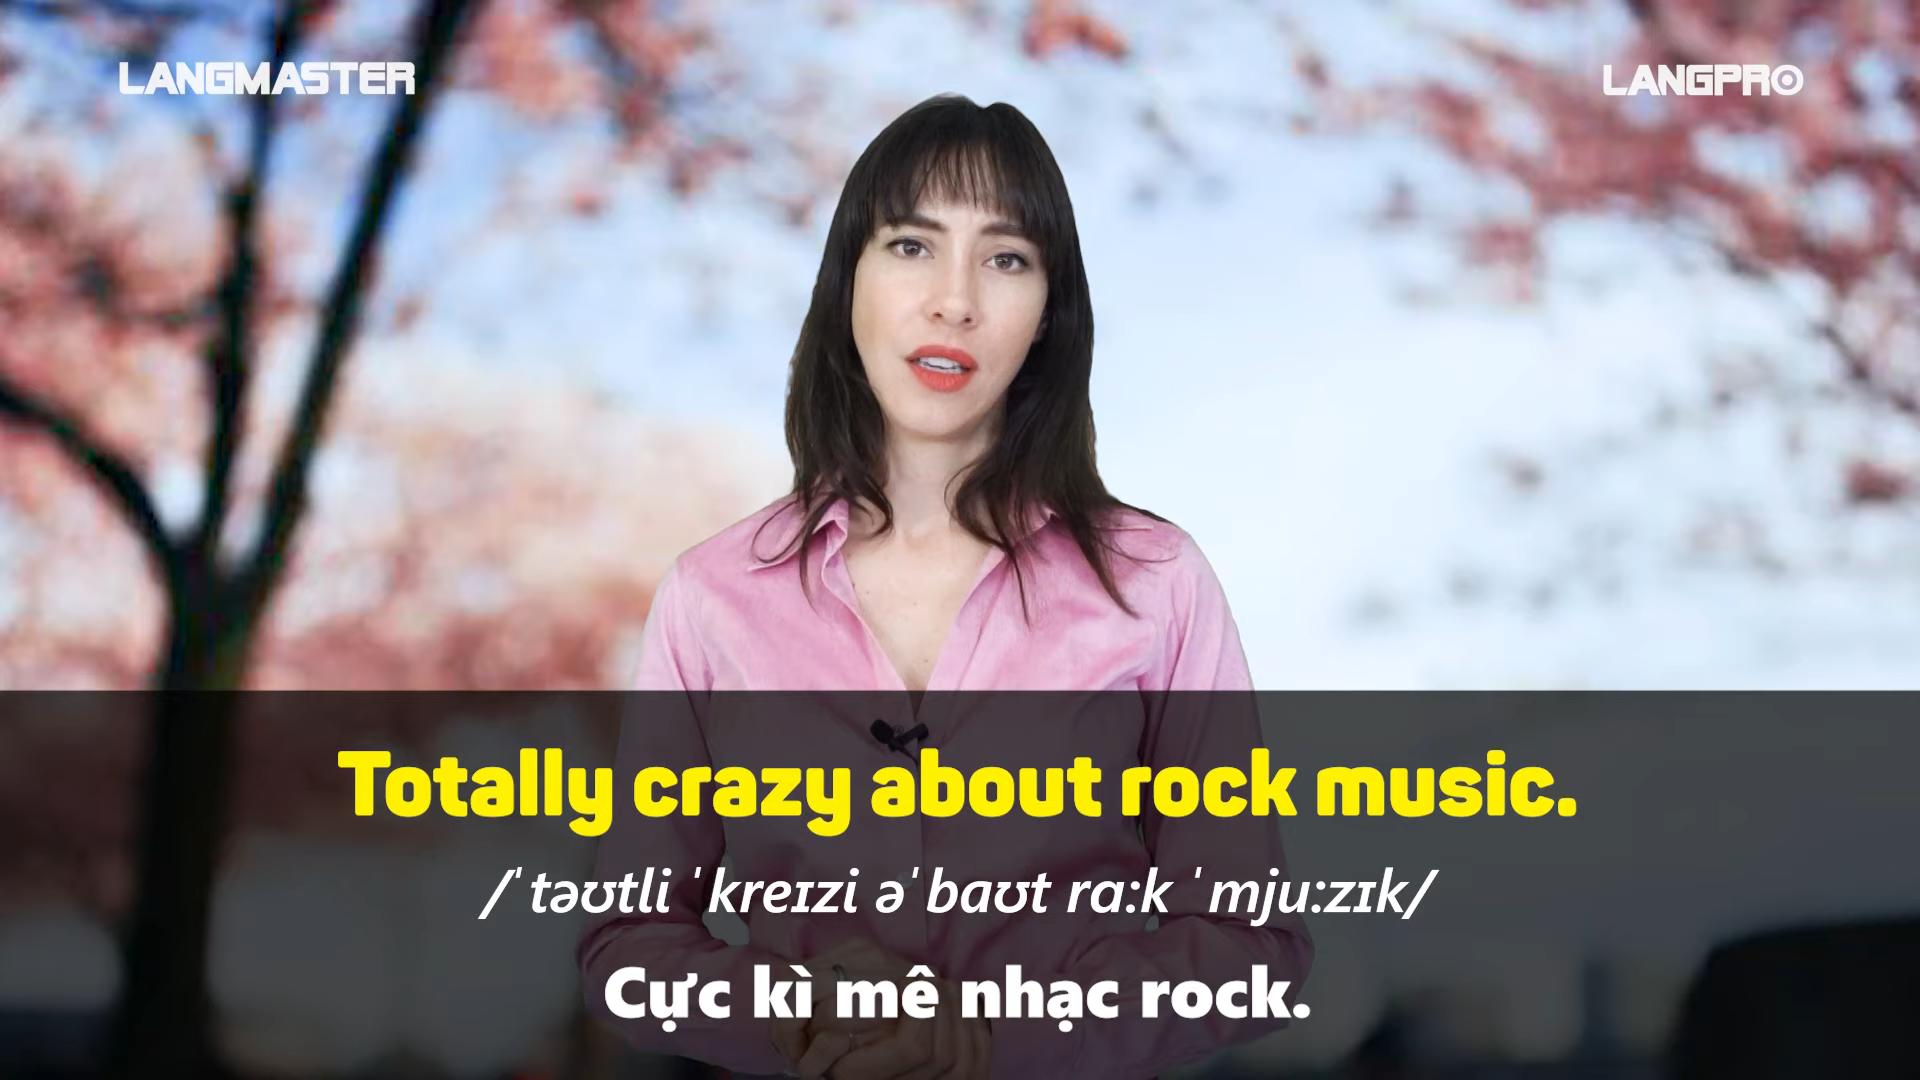 LANGMASTER
LANGPRO
Totally crazy about rock music.
/ˈtəʊtli ˈkreɪzi əˈbaʊt ra:k ˈmju:zɪk/
Cực kì mê nhạc rock.